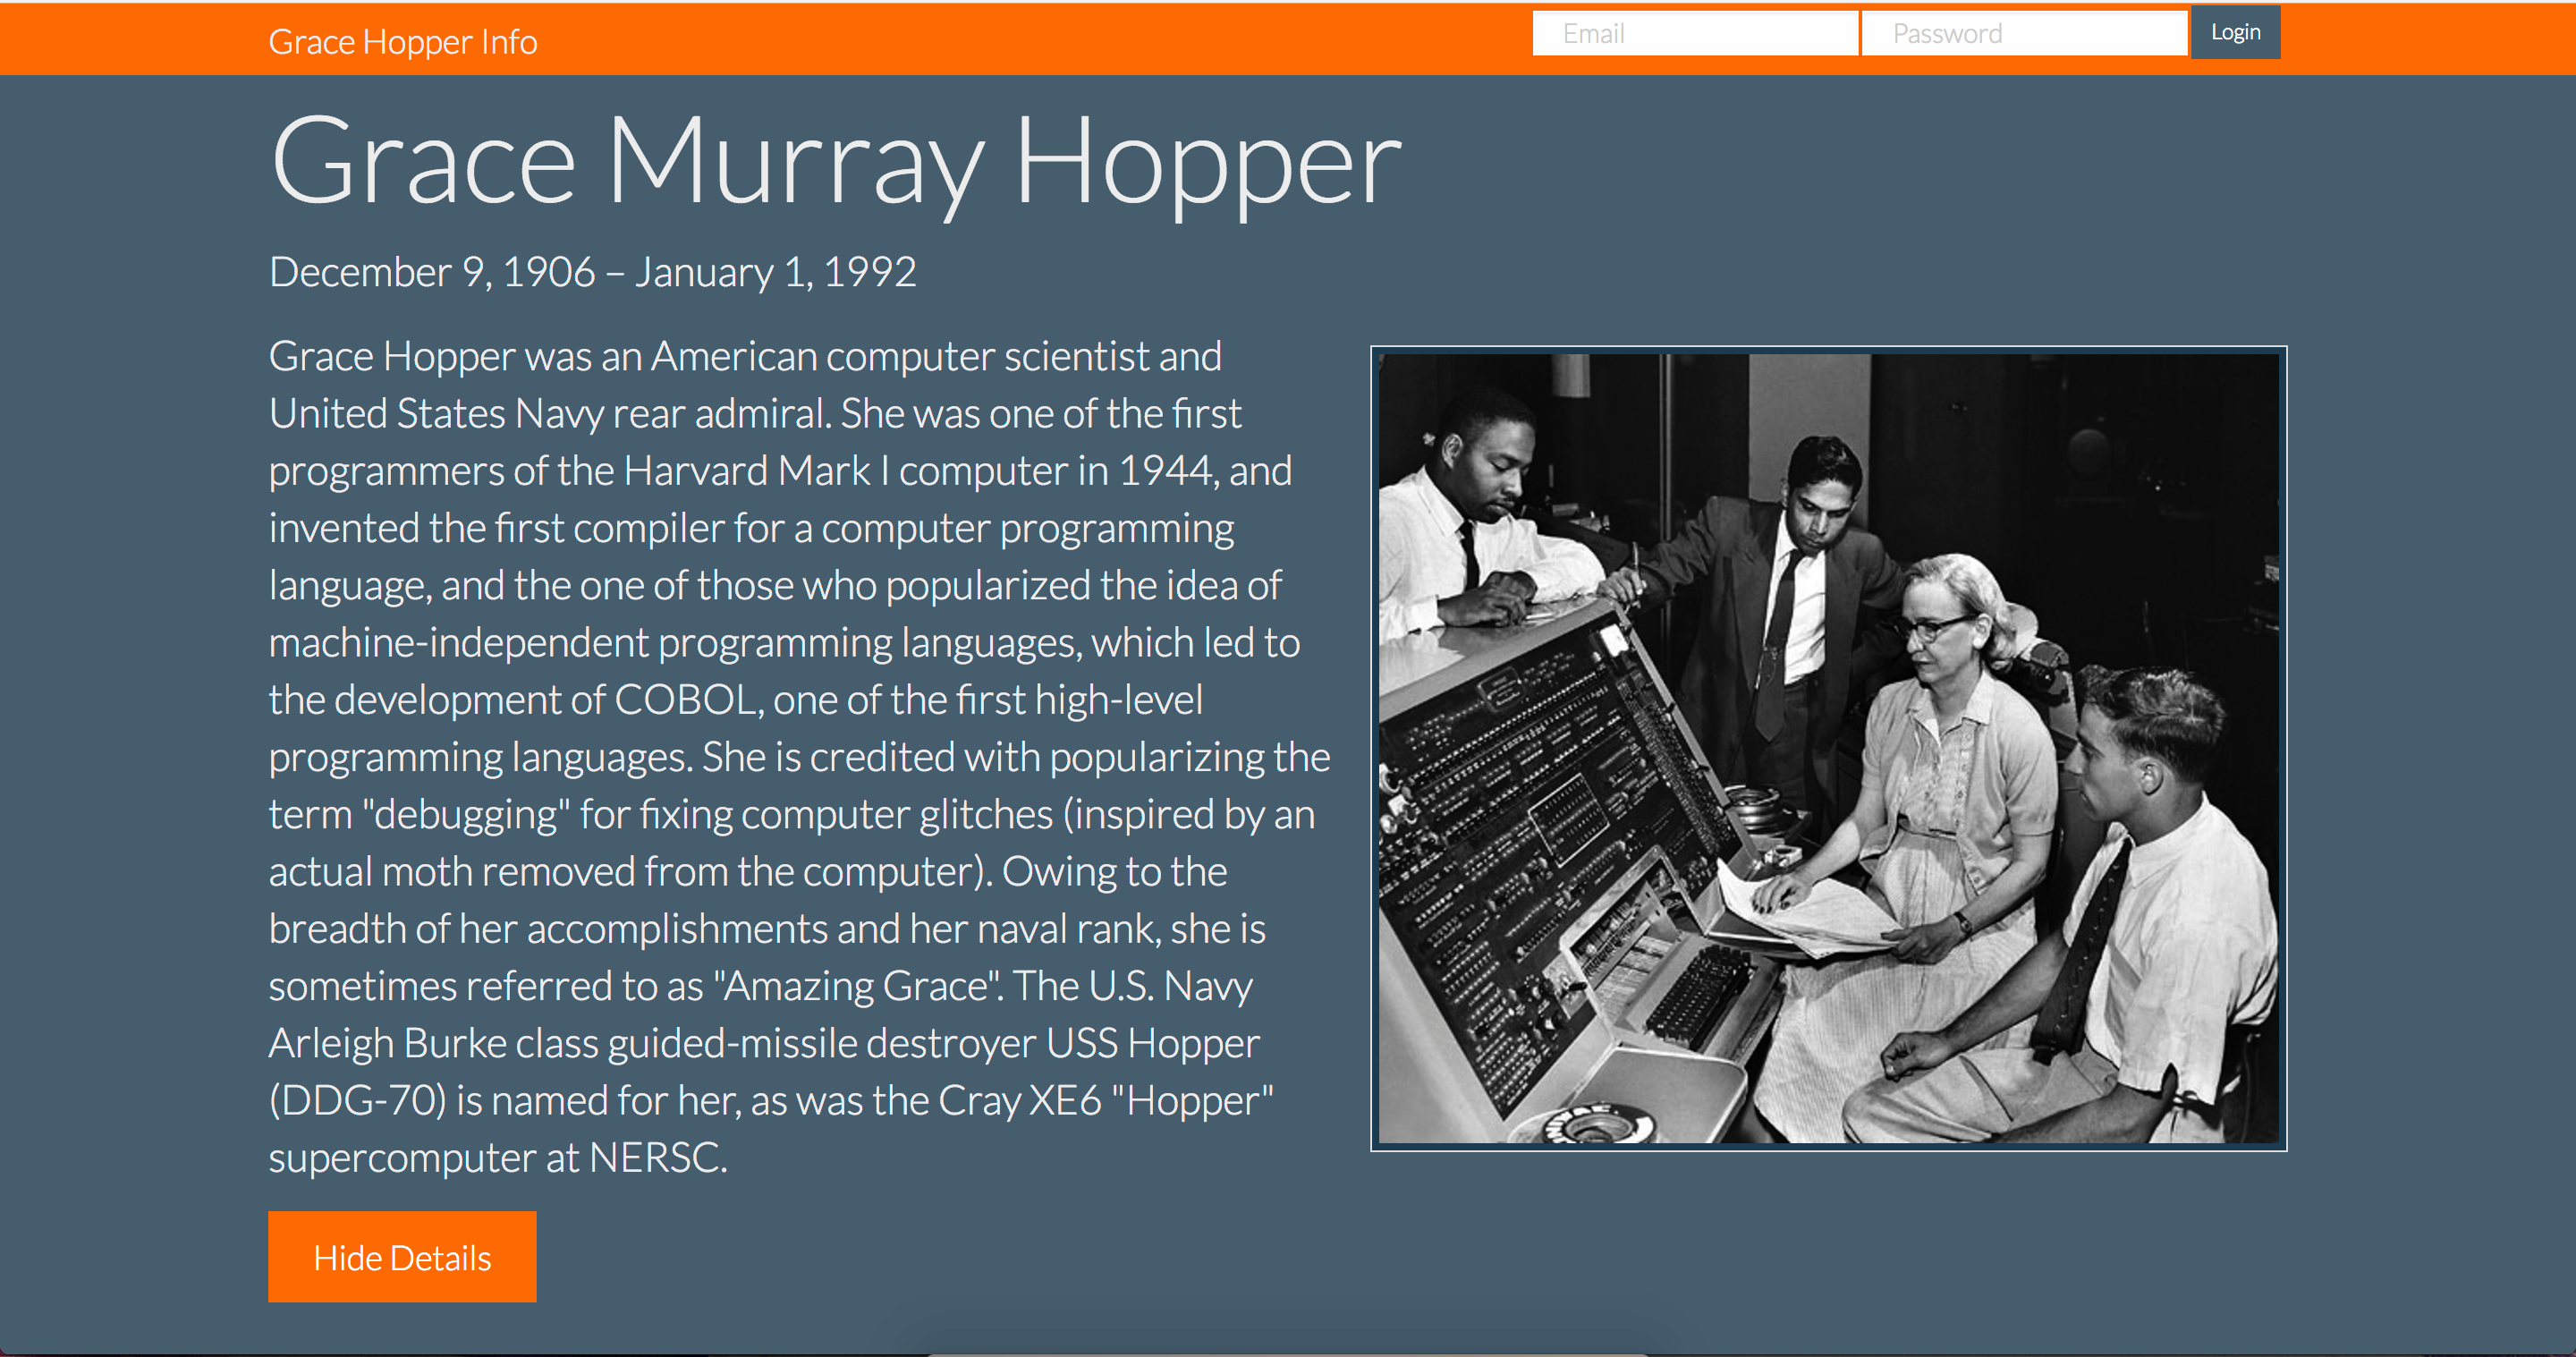 Grace Hopper Info
Email
Password
Login
Grace Murray Hopper
December 9, 1906 – January 1, 1992
Grace Hopper was an American computer scientist and
United States Navy rear admiral. She was one of the first
programmers of the Harvard Mark I computer in 1944, and
invented the first compiler for a computer programming
language, and the one of those who popularized the idea of
machine-independent programming languages, which led to
the development of COBOL, one of the first high-level
programming languages. She is credited with popularizing the
term "debugging" for fixing computer glitches (inspired by an
actual moth removed from the computer). Owing to the
breadth of her accomplishments and her naval rank, she is
sometimes referred to as "Amazing Grace". The U.S. Navy
Arleigh Burke class guided-missile destroyer USS Hopper
(DDG-70) is named for her, as was the Cray XE6 "Hopper"
supercomputer at NERSC.
Hide Details